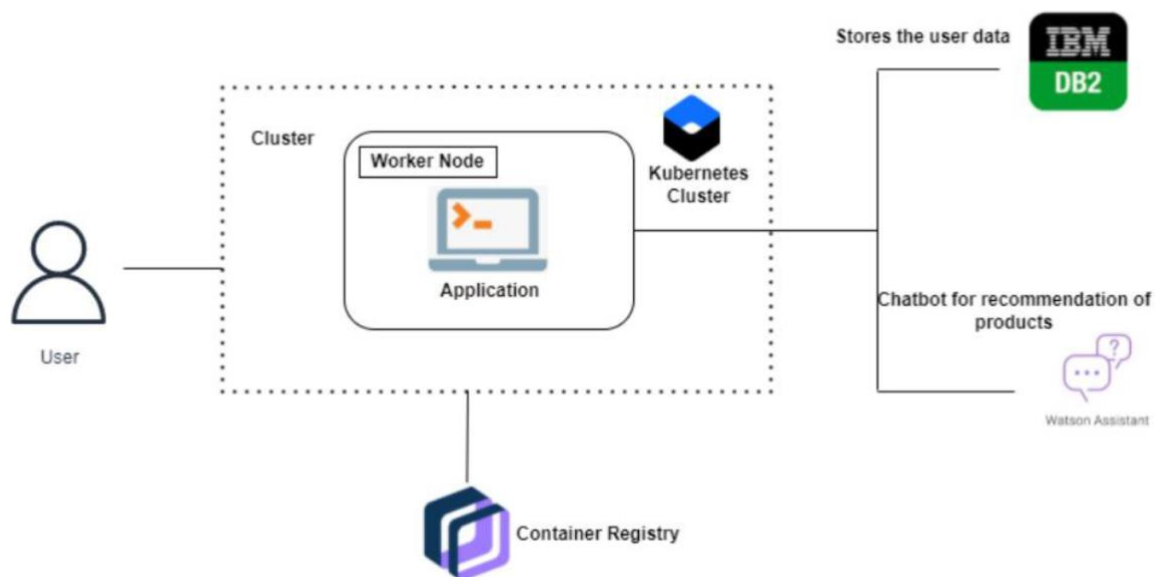 Stores the user data
IBM
DB2
Cluster
Worker Node
Kubernetes
Cluster
Application
User
Chatbot for recommendation of
products
?
Watson Assistant
Container Registry